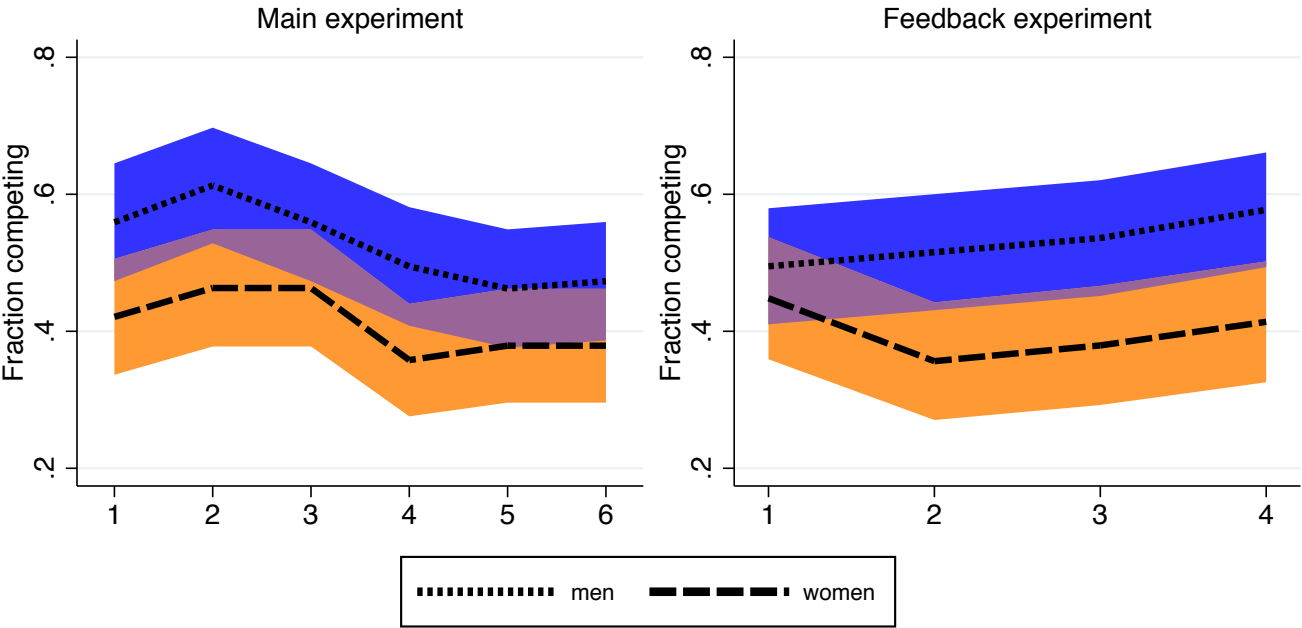 Main experiment
Fraction competing
.8
.6
.4
.2
1 2 3 4 5 6
Feedback experiment
Fraction competing
.8
.6
.4
.2
1 2 3 4
men women